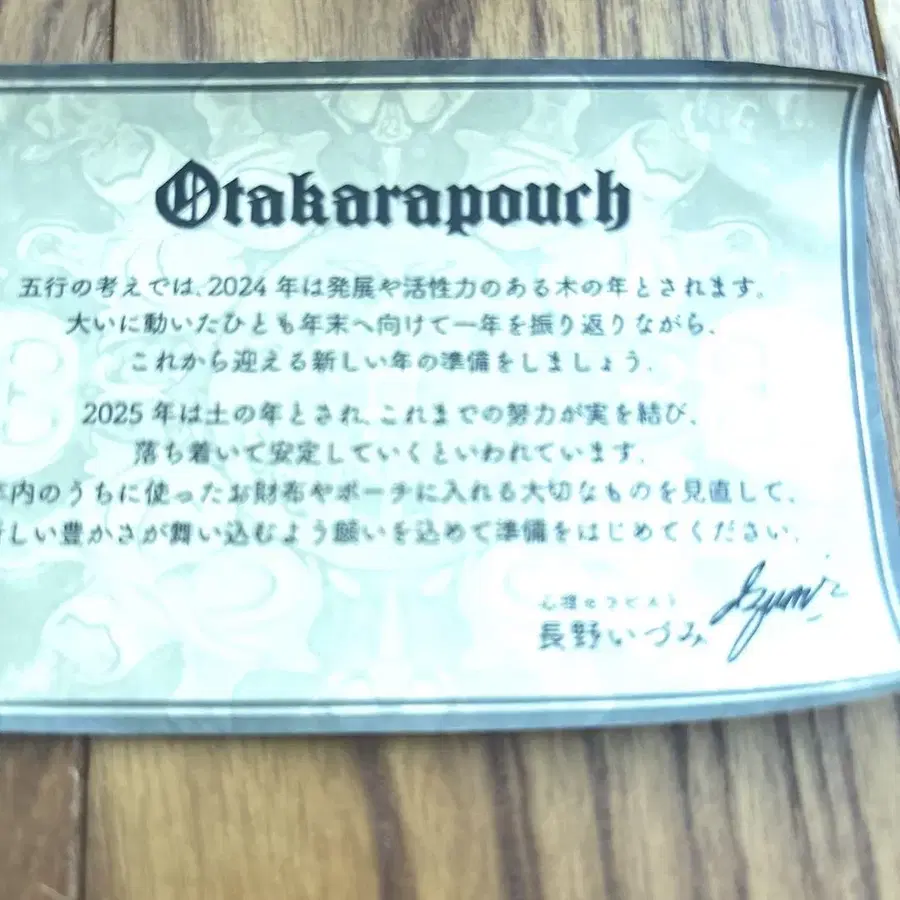 Otakarapouch
五行の考えでは、2024年は発展や活性力のある木の年とされます。
大いに動いたひとも年末へ向けて一年を振り返りながら、
これから迎える新しい年の準備をしましょう。
2025年は土の年とされ、これまでの努力が実を結び、
落ち着いて安定していくといわれています。
年内のうちに使ったお財布やポーチに入れる大切なものを見直して、
しい豊かさが舞い込むよう願いを込めて準備をはじめてください。
心理セラピスト
長野いづみ
Izumi